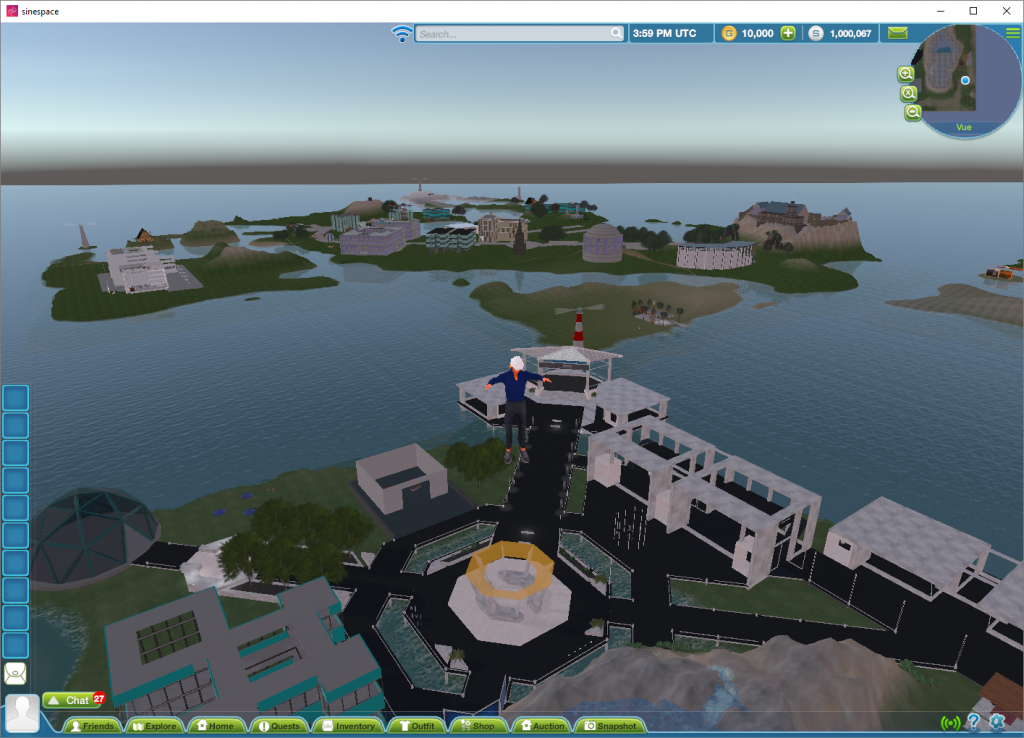 sinespace
Search...
3:59 PM UTC
G 10,000
S 1,000,067
Vue
Chat 27
Friends
Explore
Home
Quests
Inventory
Outfit
Shop
Auction
Snapshot